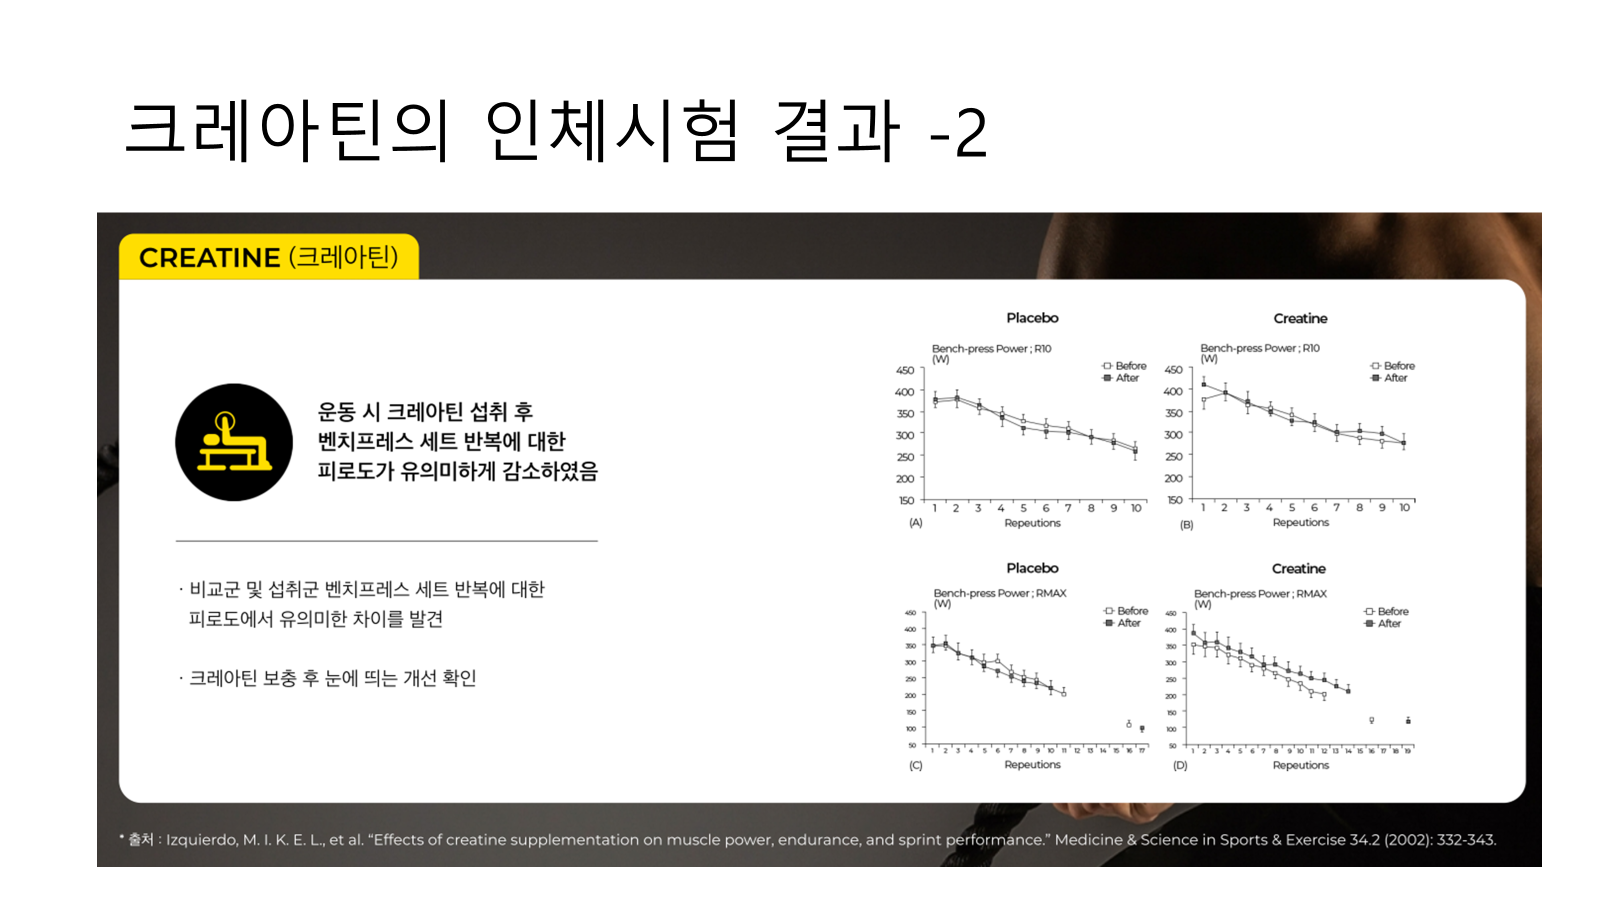 크레아틴의 인체시험 결과 -2
CREATINE (크레아틴)
운동 시 크레아틴 섭취 후
벤치프레스 세트 반복에 대한
피로도가 유의미하게 감소하였음
· 비교군 및 섭취군 벤치프레스 세트 반복에 대한
피로도에서 유의미한 차이를 발견
· 크레아틴 보충 후 눈에 띄는 개선 확인
Placebo
Bench-press Power ; R10
(W)
Before
After
450
400
350
300
250
200
150
1 2 3 4 5 6 7 8 9 10
(A)
Repeutions
Creatine
Bench-press Power ; R10
(W)
Before
After
450
400
350
300
250
200
150
1 2 3 4 5 6 7 8 9 10
(B)
Repeutions
Placebo
Bench-press Power ; RMAX
(W)
Before
After
450
400
350
300
250
200
150
100
50
1 2 3 4 5 6 7 8 9 10 11 12 13 14 15 16 17
(C)
Repeutions
Creatine
Bench-press Power ; RMAX
(W)
Before
After
450
400
350
300
250
200
150
100
50
1 2 3 4 5 6 7 8 9 10 11 12 13 14 15 16 17 18 19
(D)
Repeutions
* 출처 : Izquierdo, M. I. K. E. L., et al. “Effects of creatine supplementation on muscle power, endurance, and sprint performance.” Medicine & Science in Sports & Exercise 34.2 (2002): 332-343.